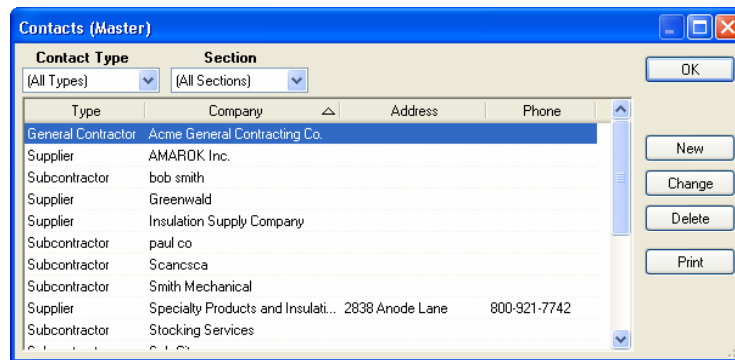 Contacts (Master)
Contact Type Section
(All Types) (All Sections) OK
Type Company Address Phone
General Contractor Acme General Contracting Co.
Supplier AMAROK Inc. New
Subcontractor bob smith
Supplier Greenwald Change
Supplier Insulation Supply Company Delete
Subcontractor paul co
Subcontractor Scancsca Print
Subcontractor Smith Mechanical
Supplier Specialty Products and Insulati... 2838 Anode Lane 800-921-7742
Subcontractor Stocking Services